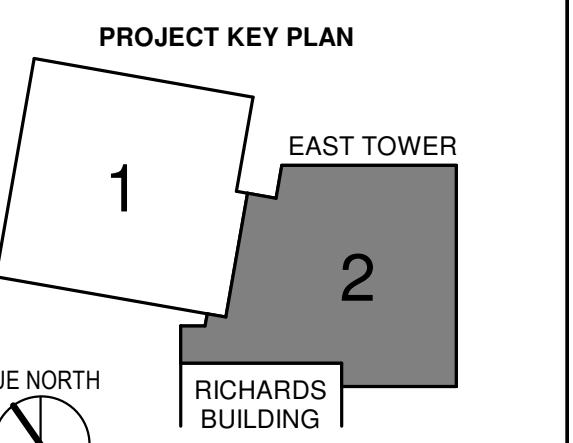 PROJECT KEY PLAN
EAST TOWER
1
2
UE NORTH
RICHARDS
BUILDING